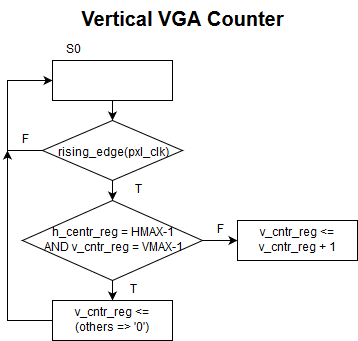 Vertical VGA Counter
S0
F
rising_edge(pxl_clk)
T
h_centr_reg = HMAX-1
AND v_cntr_reg = VMAX-1
F
v_cntr_reg <=
v_cntr_reg + 1
T
v_cntr_reg <=
(others => '0')